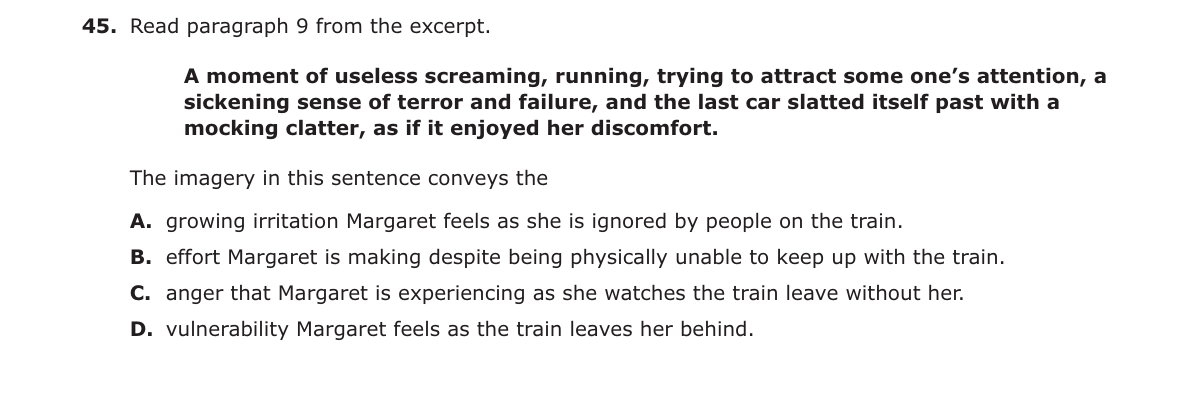 45. Read paragraph 9 from the excerpt.
A moment of useless screaming, running, trying to attract some one’s attention, a
sickening sense of terror and failure, and the last car slatted itself past with a
mocking clatter, as if it enjoyed her discomfort.
The imagery in this sentence conveys the
A. growing irritation Margaret feels as she is ignored by people on the train.
B. effort Margaret is making despite being physically unable to keep up with the train.
C. anger that Margaret is experiencing as she watches the train leave without her.
D. vulnerability Margaret feels as the train leaves her behind.